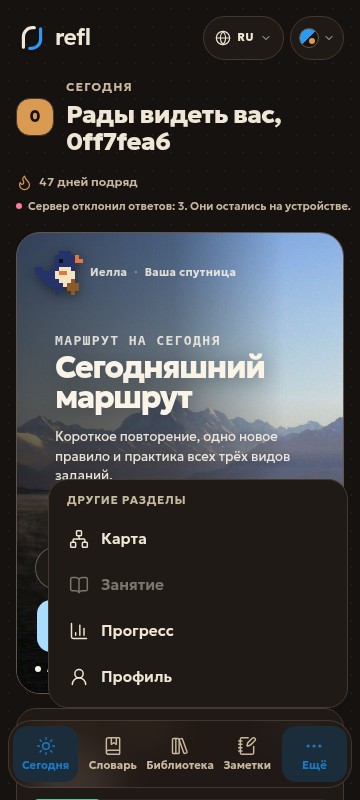 refl
RU
СЕГОДНЯ
0
Рады видеть вас,
0ff7fea6
47 дней подряд
Сервер отклонил ответов: 3. Они остались на устройстве.
Иелла · Ваша спутница
МАРШРУТ НА СЕГОДНЯ
Сегодняшний
маршрут
Короткое повторение, одно новое
правило и практика всех трёх видов
заданий.
ДРУГИЕ РАЗДЕЛЫ
Карта
Занятие
Прогресс
Профиль
Сегодня
Словарь
Библиотека
Заметки
Ещё